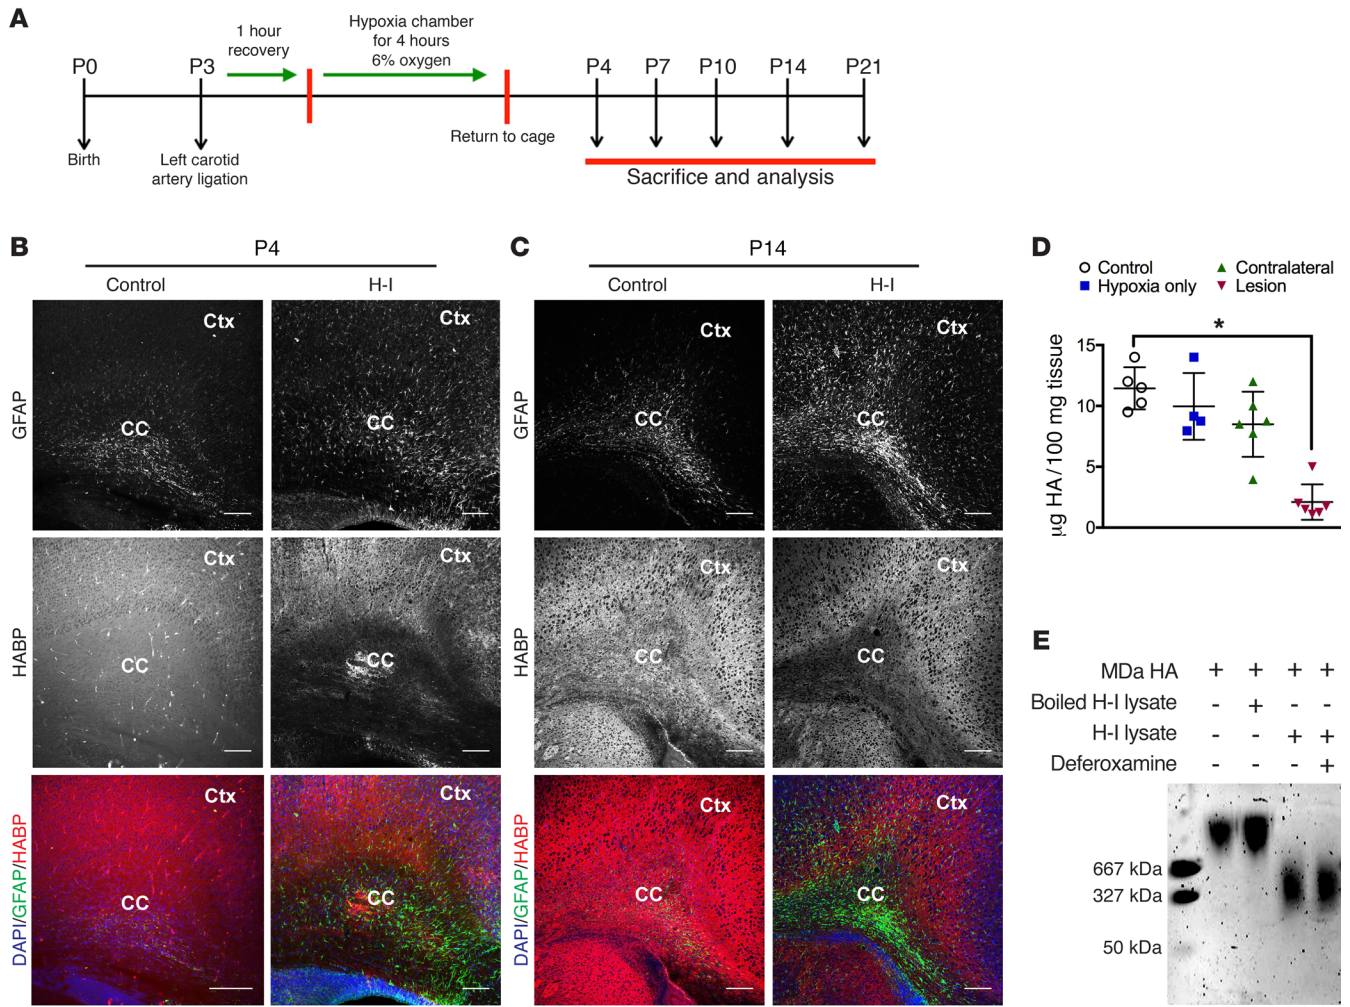 A
1 hour
recovery
Hypoxia chamber
for 4 hours
6% oxygen
P0
P3
P4
P7
P10
P14
P21
Birth
Left carotid
artery ligation
Return to cage
Sacrifice and analysis
B
P4
Control
H-I
GFAP
Ctx
CC
Ctx
CC
HABP
Ctx
CC
Ctx
CC
DAPI/GFAP/HABP
Ctx
CC
Ctx
CC
C
P14
Control
H-I
GFAP
Ctx
CC
Ctx
CC
HABP
Ctx
CC
Ctx
CC
DAPI/GFAP/HABP
Ctx
CC
Ctx
CC
D
Control
Contralateral
Hypoxia only
Lesion
*
µg HA/100 mg tissue
15
10
5
0
E
MDa HA + + + +
Boiled H-I lysate - + - -
H-I lysate - - + +
Deferoxamine - - - +
667 kDa
327 kDa
50 kDa